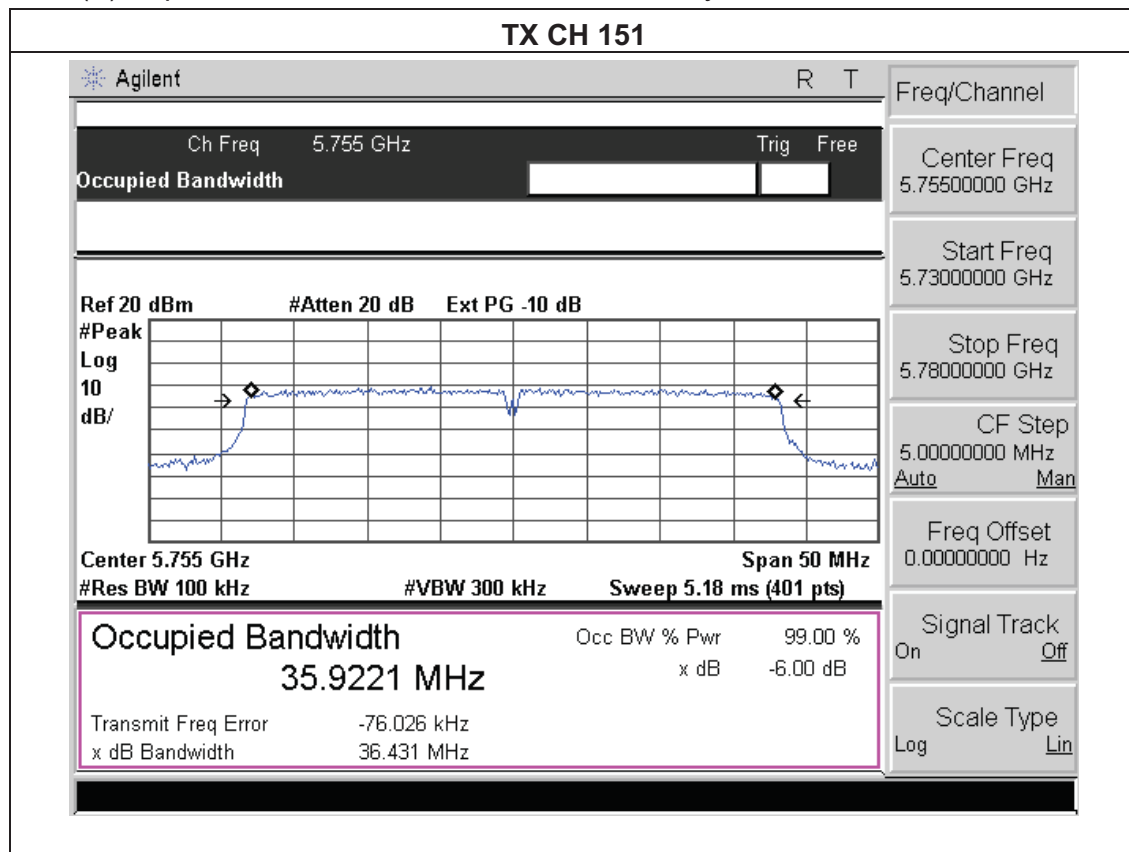 TX CH 151
Agilent R T
Freq/Channel
Ch Freq 5.755 GHz Trig Free
Occupied Bandwidth
Center Freq
5.75500000 GHz
Start Freq
5.73000000 GHz
Stop Freq
5.78000000 GHz
CF Step
5.00000000 MHz
Auto Man
Freq Offset
0.00000000 Hz
Signal Track
On Off
Scale Type
Log Lin
Ref 20 dBm #Atten 20 dB Ext PG -10 dB
#Peak
Log
10
dB/
Center 5.755 GHz Span 50 MHz
#Res BW 100 kHz #VBW 300 kHz Sweep 5.18 ms (401 pts)
Occupied Bandwidth Occ BW % Pwr 99.00 %
35.9221 MHz x dB -6.00 dB
Transmit Freq Error -76.026 kHz
x dB Bandwidth 36.431 MHz